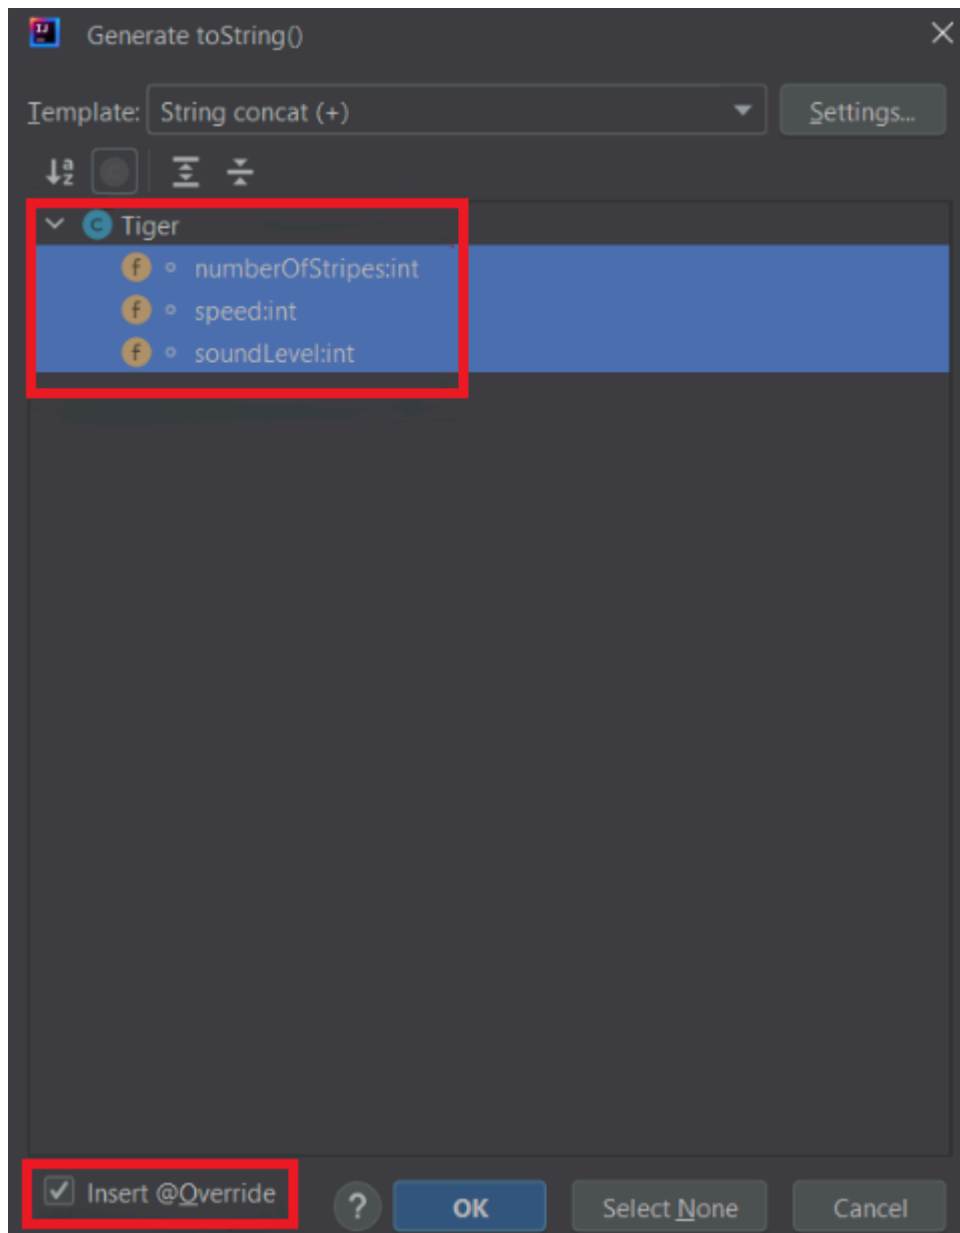 Generate toString()
Template: String concat (+) Settings...
Tiger
f numberOfStripes:int
f speed:int
f soundLevel:int
Insert @Override ? OK Select None Cancel